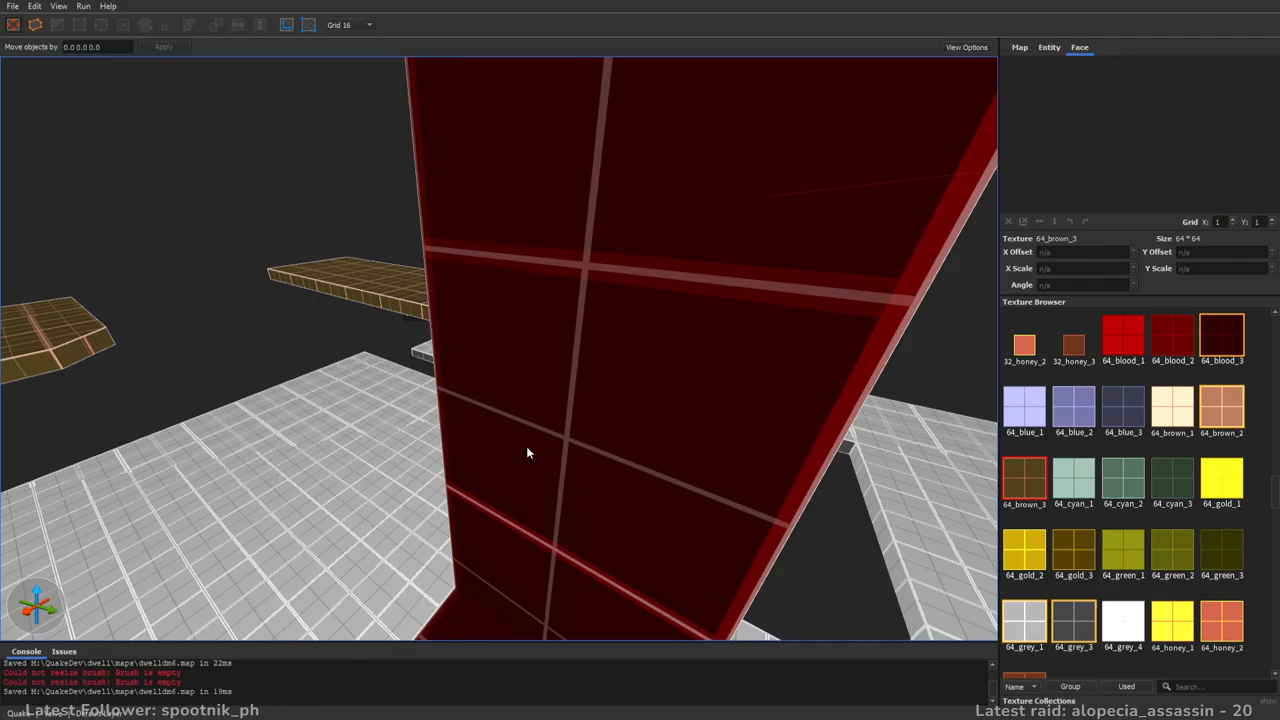 File Edit View Run Help
Grid 16
Move objects by 0.0 0.0 0.0 Apply View Options
Map Entity Face
Grid X: 1 Y: 1
Texture 64_brown_3 Size 64 * 64
X Offset n/a Y Offset n/a
X Scale n/a Y Scale n/a
Angle n/a
Texture Browser
32_honey_2 32_honey_3 64_blood_1 64_blood_2 64_blood_3
64_blue_1 64_blue_2 64_blue_3 64_brown_1 64_brown_2
64_brown_3 64_cyan_1 64_cyan_2 64_cyan_3 64_gold_1
64_gold_2 64_gold_3 64_green_1 64_green_2 64_green_3
64_grey_1 64_grey_3 64_grey_4 64_honey_1 64_honey_2
Name Group Used Search...
Texture Collections show
Console Issues
Saved M:\QuakeDev\dwell\maps\dwelldm6.map in 22ms
Could not resize brush: Brush is empty
Could not resize brush: Brush is empty
Saved M:\QuakeDev\dwell\maps\dwelldm6.map in 19ms
Latest Follower: spootnik_ph
Latest raid: alopecia_assassin - 20